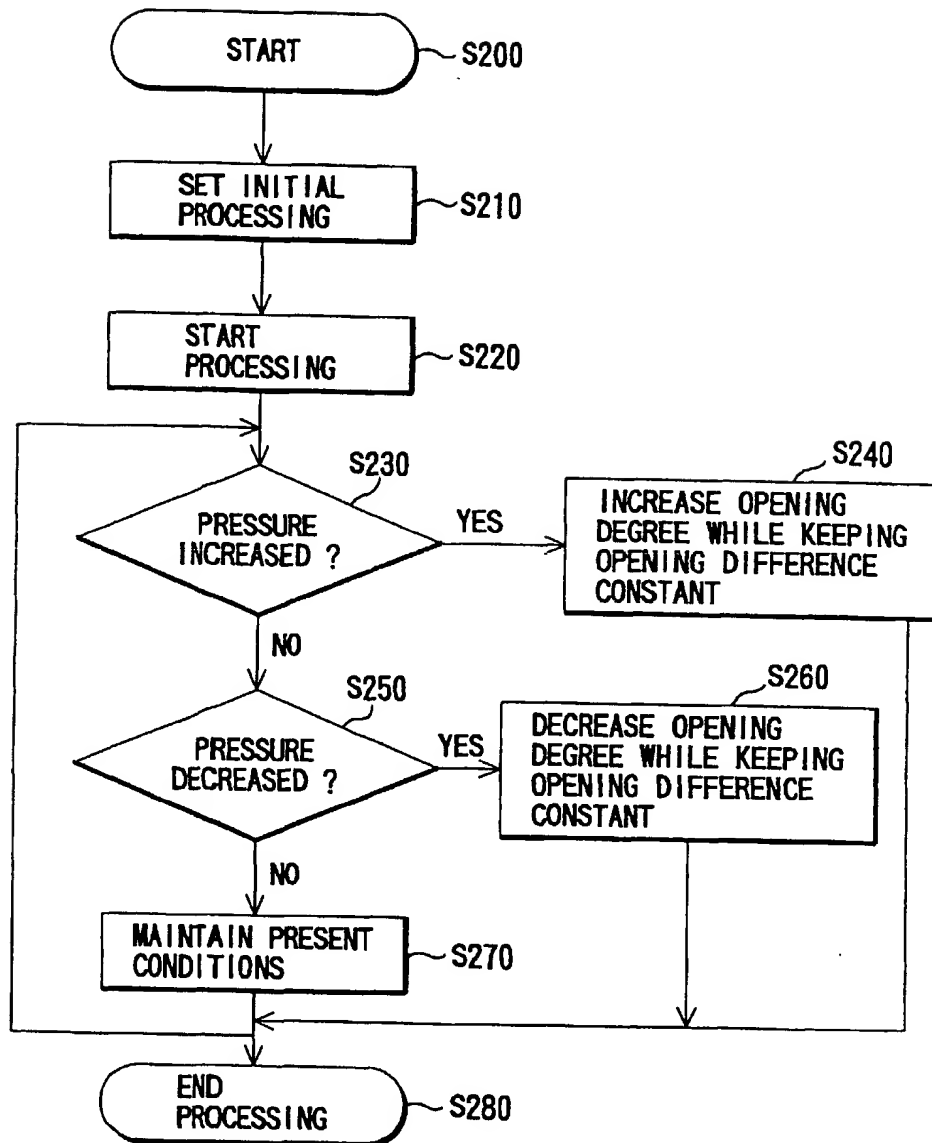 START
S200
SET INITIAL
PROCESSING
S210
START
PROCESSING
S220
S230
PRESSURE
INCREASED ?
YES
S240
INCREASE OPENING
DEGREE WHILE KEEPING
OPENING DIFFERENCE
CONSTANT
NO
S250
PRESSURE
DECREASED ?
YES
S260
DECREASE OPENING
DEGREE WHILE KEEPING
OPENING DIFFERENCE
CONSTANT
NO
MAINTAIN PRESENT
CONDITIONS
S270
END
PROCESSING
S280